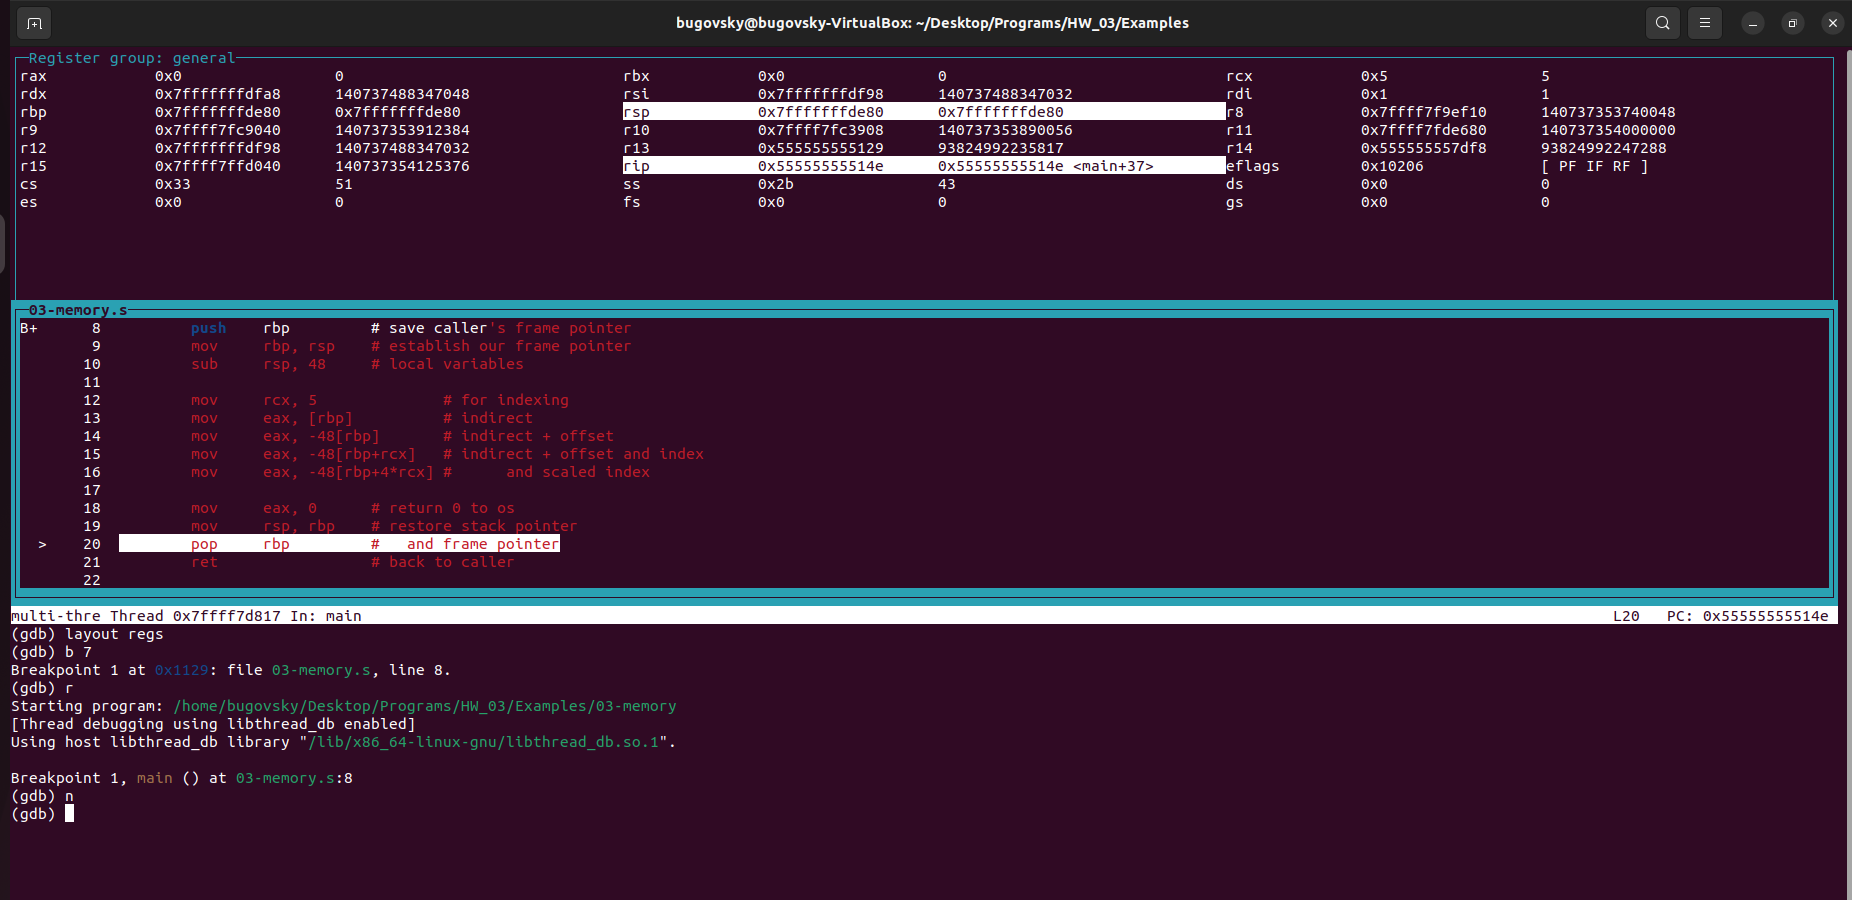 bugovsky@bugovsky-VirtualBox: ~/Desktop/Programs/HW_03/Examples
Register group: general
rax 0x0 0 rbx 0x0 0 rcx 0x5 5
rdx 0x7fffffffdfa8 140737488347048 rsi 0x7fffffffdf98 140737488347032 rdi 0x1 1
rbp 0x7fffffffde80 0x7fffffffde80 rsp 0x7fffffffde80 0x7fffffffde80 r8 0x7ffff7f9ef10 140737353740048
r9 0x7ffff7fc9040 140737353912384 r10 0x7ffff7fc3908 140737353890056 r11 0x7ffff7fde680 140737354000000
r12 0x7fffffffdf98 140737488347032 r13 0x555555555129 93824992235817 r14 0x555555557df8 93824992247288
r15 0x7ffff7ffd040 140737354125376 rip 0x55555555514e 0x55555555514e <main+37> eflags 0x10206 [ PF IF RF ]
cs 0x33 51 ss 0x2b 43 ds 0x0 0
es 0x0 0 fs 0x0 0 gs 0x0 0
03-memory.s
B+ 8 push rbp # save caller's frame pointer
9 mov rbp, rsp # establish our frame pointer
10 sub rsp, 48 # local variables
11
12 mov rcx, 5 # for indexing
13 mov eax, [rbp] # indirect
14 mov eax, -48[rbp] # indirect + offset
15 mov eax, -48[rbp+rcx] # indirect + offset and index
16 mov eax, -48[rbp+4*rcx] # and scaled index
17
18 mov eax, 0 # return 0 to os
19 mov rsp, rbp # restore stack pointer
> 20 pop rbp # and frame pointer
21 ret # back to caller
22
multi-thre Thread 0x7ffff7d817 In: main L20 PC: 0x55555555514e
(gdb) layout regs
(gdb) b 7
Breakpoint 1 at 0x1129: file 03-memory.s, line 8.
(gdb) r
Starting program: /home/bugovsky/Desktop/Programs/HW_03/Examples/03-memory
[Thread debugging using libthread_db enabled]
Using host libthread_db library "/lib/x86_64-linux-gnu/libthread_db.so.1".
Breakpoint 1, main () at 03-memory.s:8
(gdb) n
(gdb)